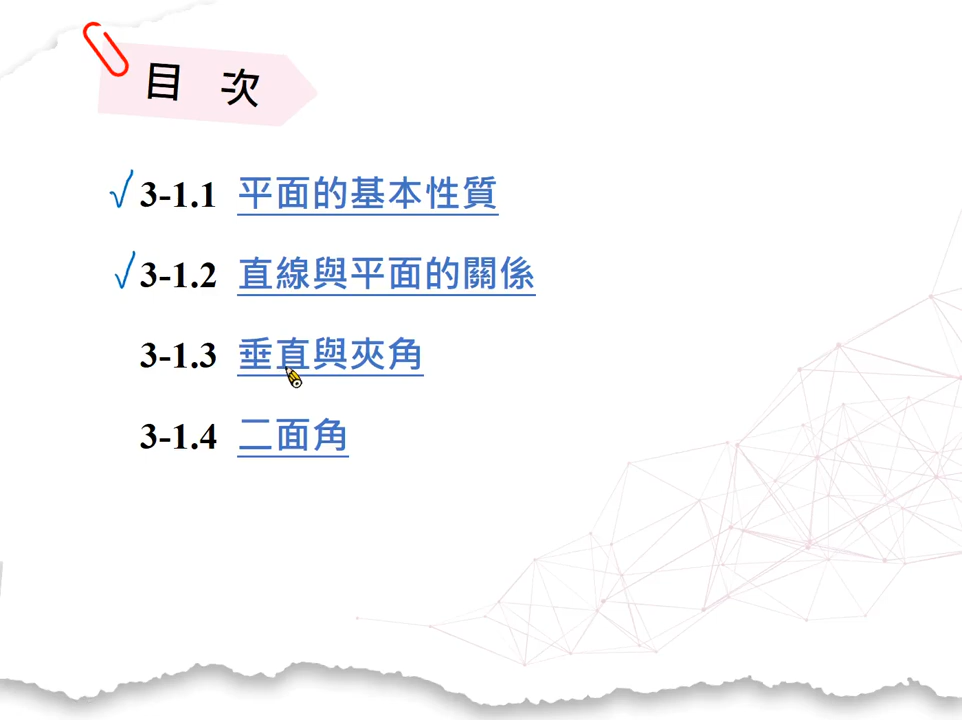 目 次
√ 3-1.1 平面的基本性質
√ 3-1.2 直線與平面的關係
3-1.3 垂直與夾角
3-1.4 二面角